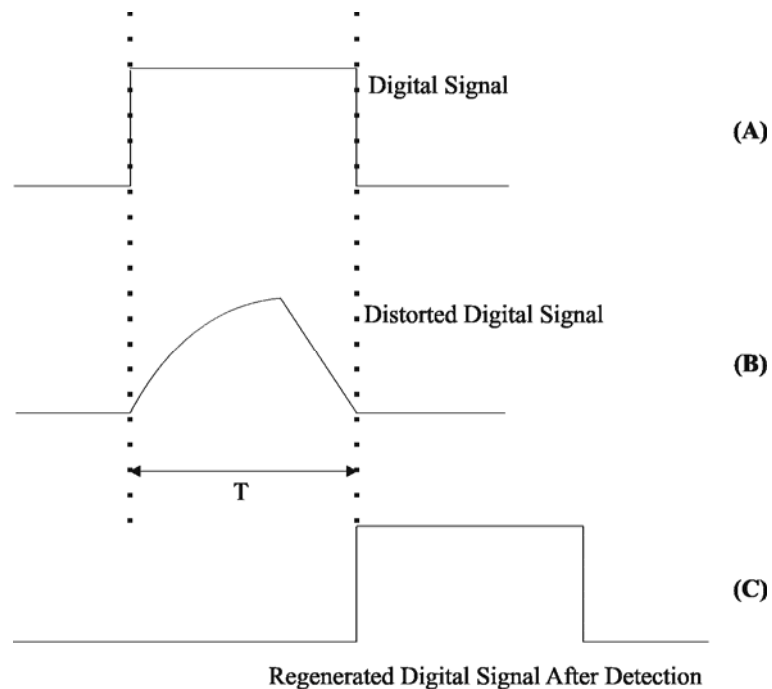 Digital Signal
(A)
Distorted Digital Signal
(B)
T
(C)
Regenerated Digital Signal After Detection